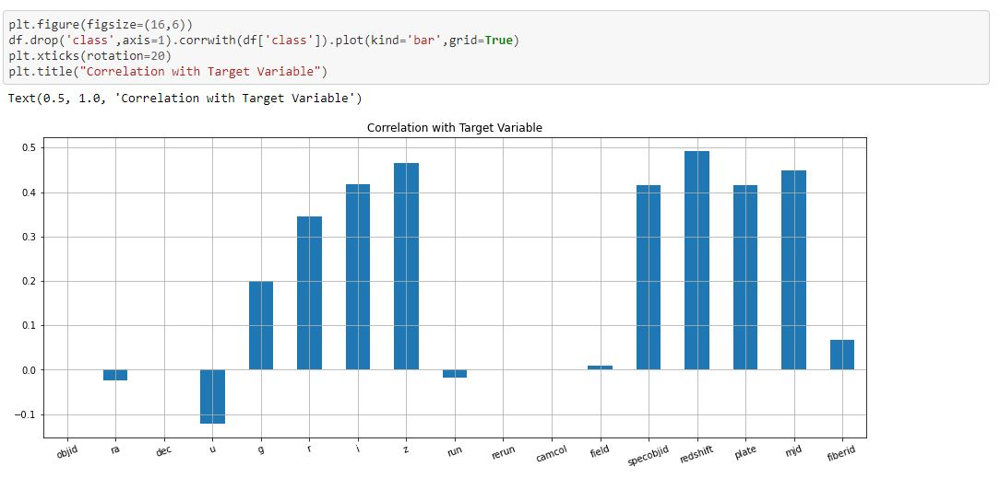 plt.figure(figsize=(16,6))
df.drop('class',axis=1).corrwith(df['class']).plot(kind='bar',grid=True)
plt.xticks(rotation=20)
plt.title("Correlation with Target Variable")
Text(0.5, 1.0, 'Correlation with Target Variable')
Correlation with Target Variable
0.5
0.4
0.3
0.2
0.1
0.0
−0.1
objid ra dec u g r i z run rerun camcol field specobjid redshift plate mjd fiberid